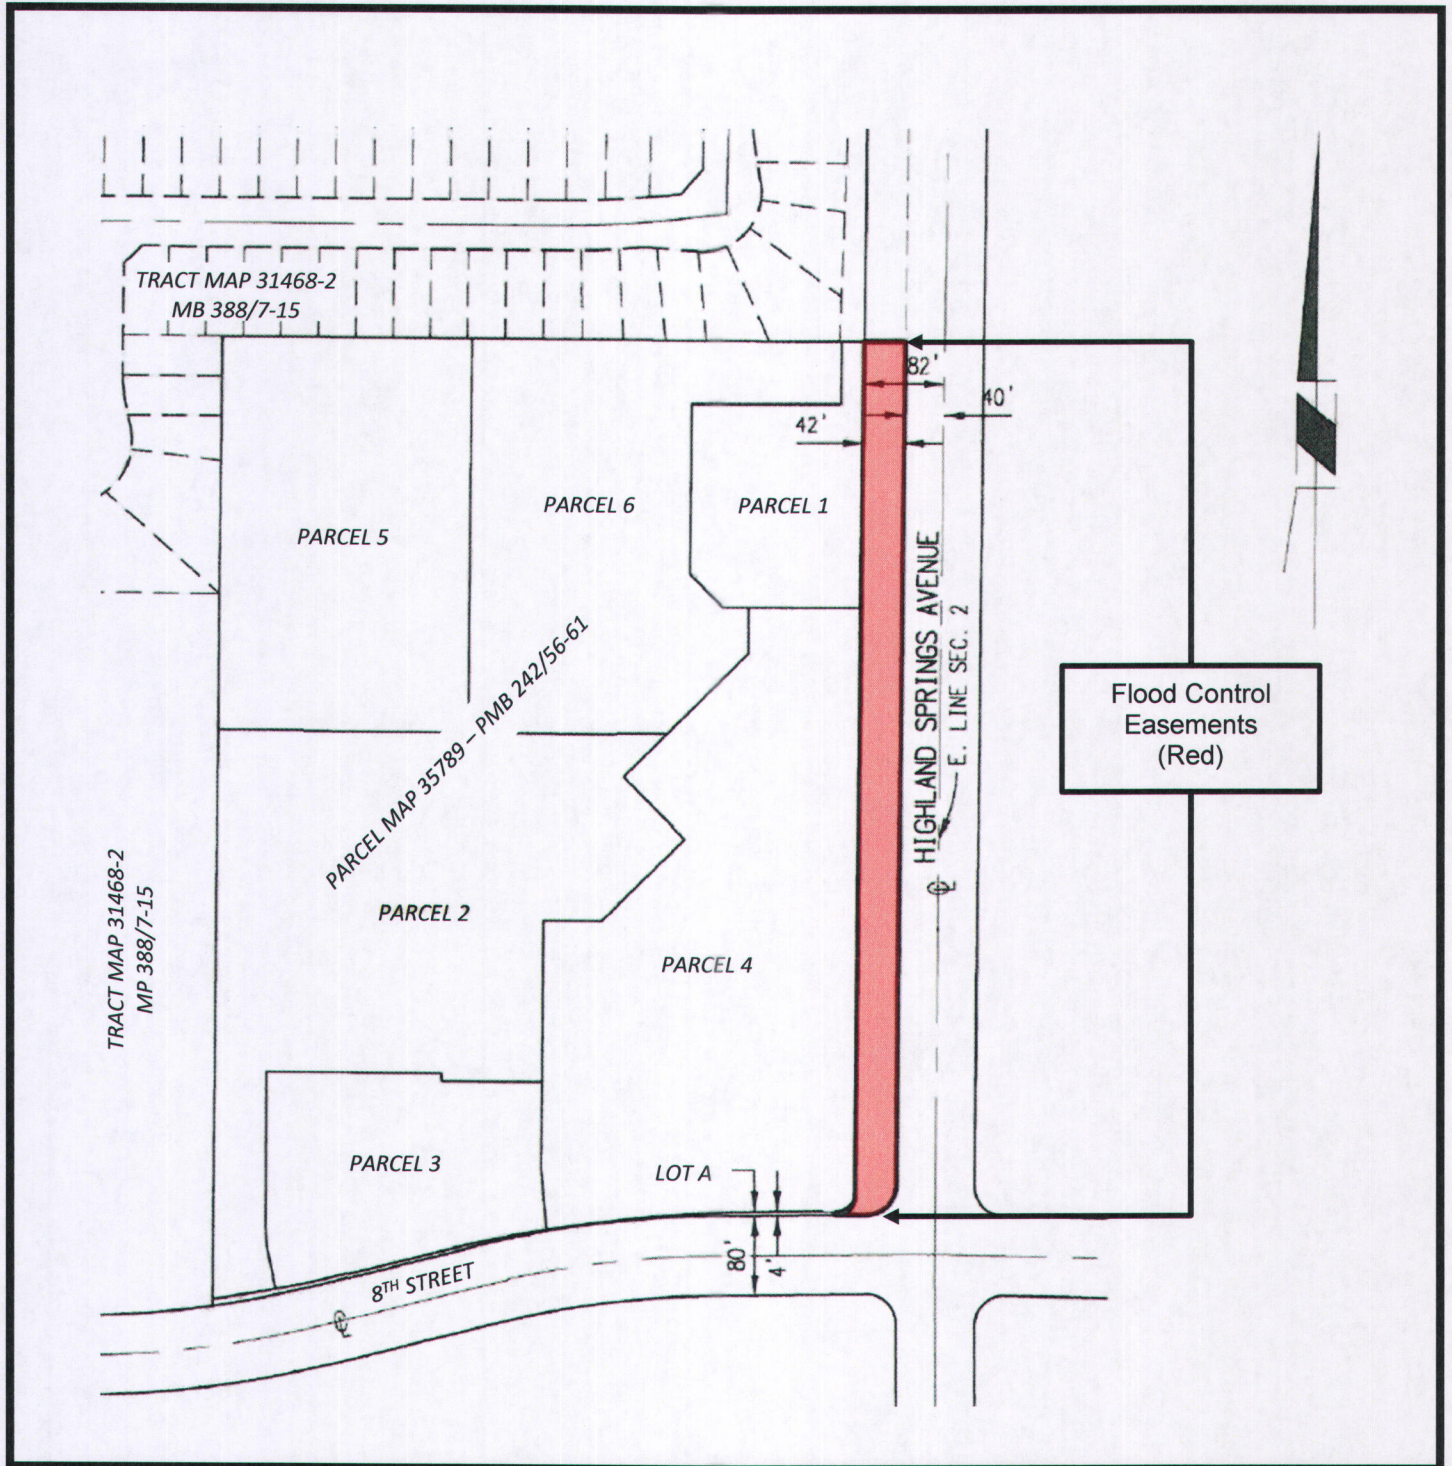 TRACT MAP 31468-2
MB 388/7-15
82'
40'
42'
PARCEL 6
PARCEL 1
PARCEL 5
HIGHLAND SPRINGS AVENUE
E. LINE SEC. 2
PARCEL MAP 35789 – PMB 242/56-61
Flood Control
Easements
(Red)
TRACT MAP 31468-2
MP 388/7-15
PARCEL 2
PARCEL 4
PARCEL 3
LOT A
80'
4'
8TH STREET